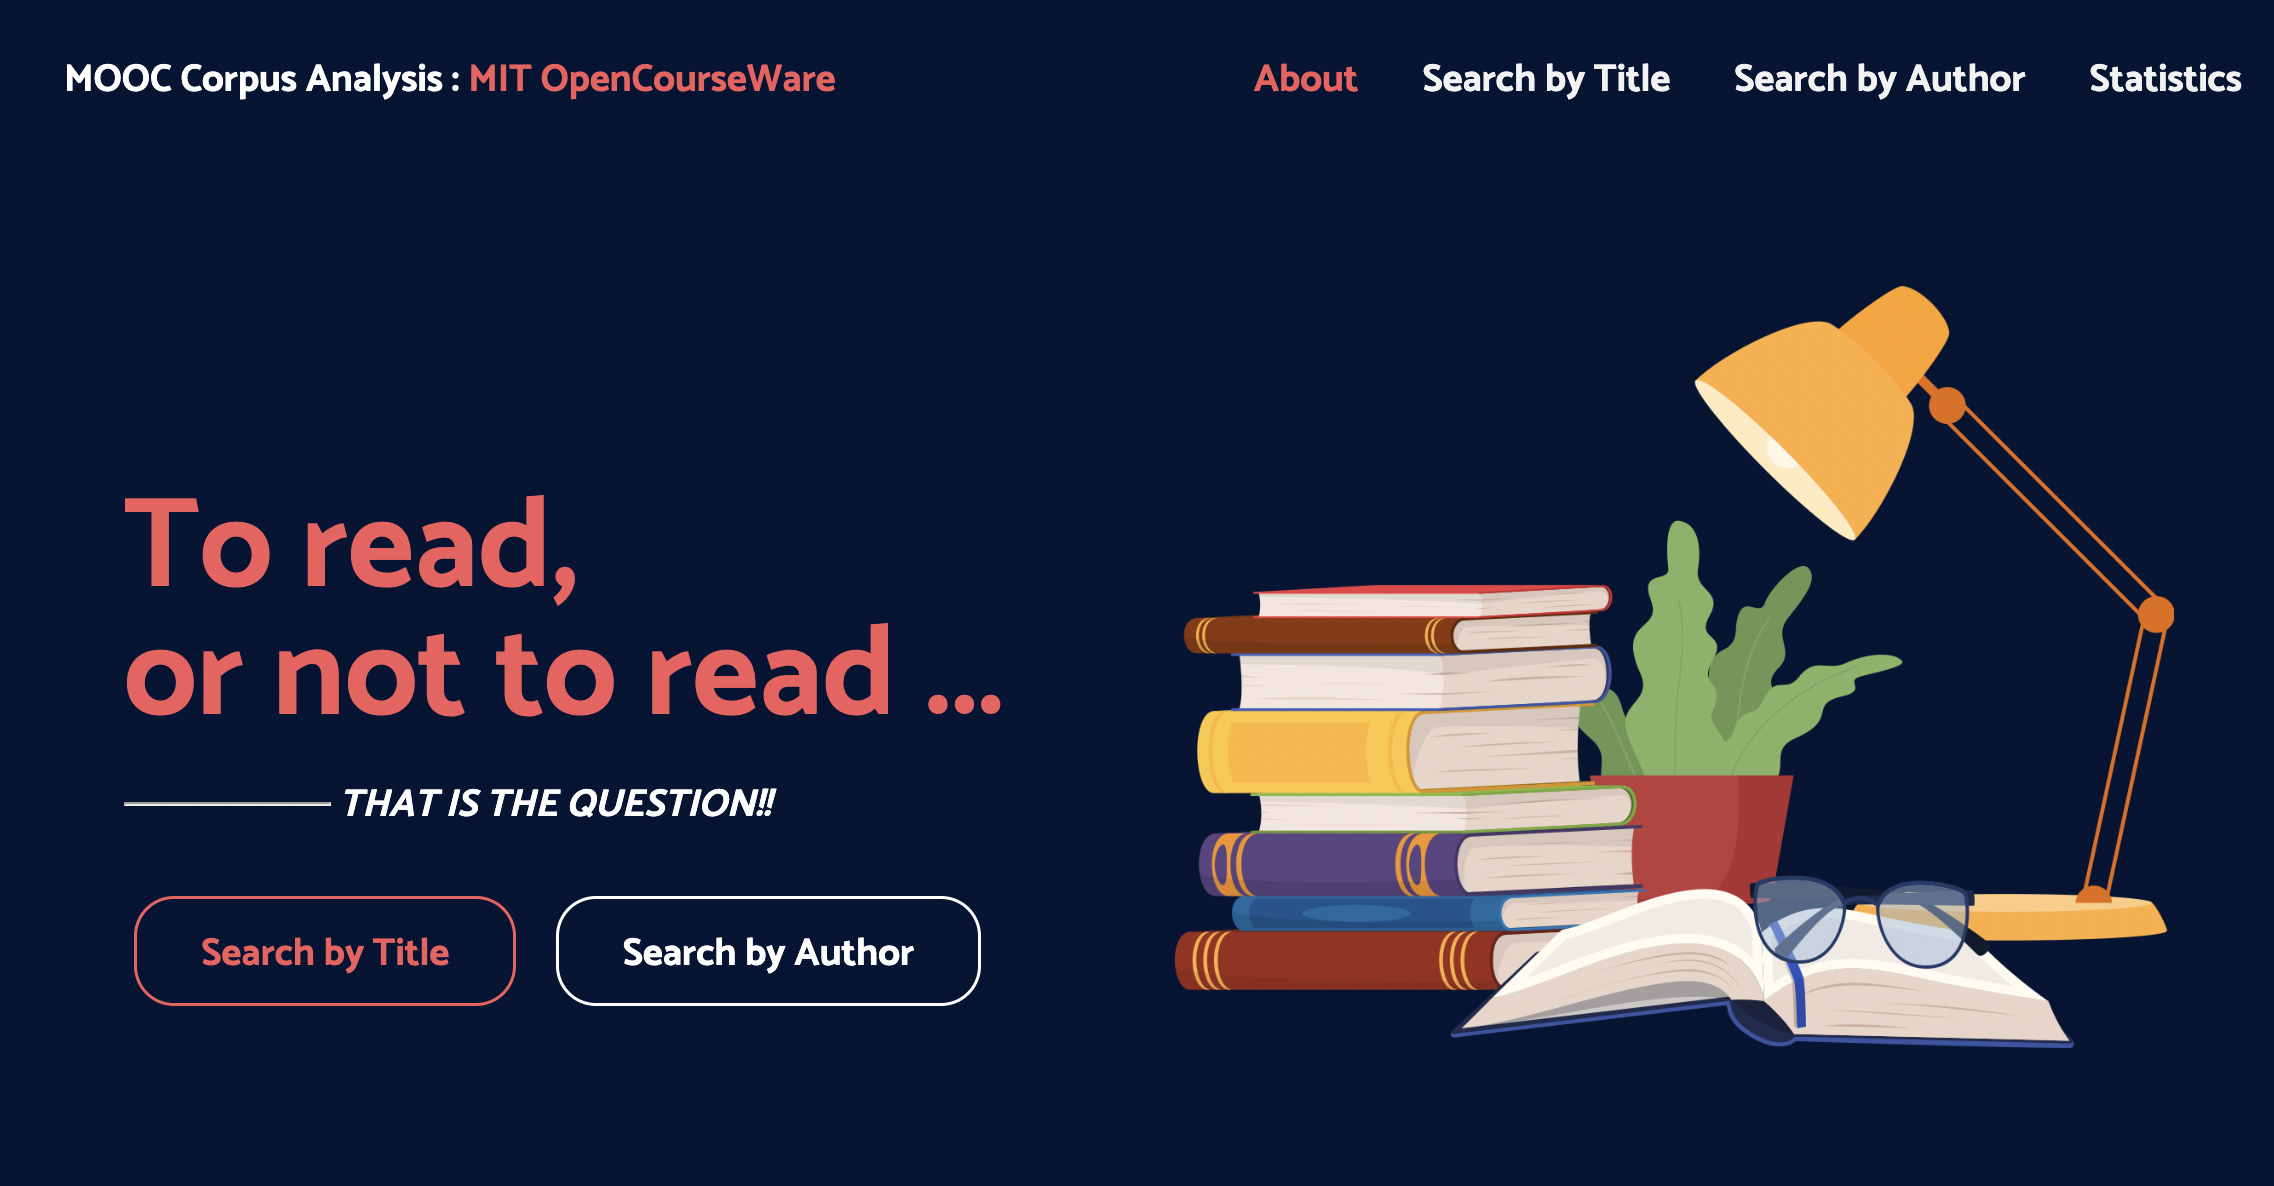 MOOC Corpus Analysis : MIT OpenCourseWare
About Search by Title Search by Author Statistics
To read,
or not to read ...
THAT IS THE QUESTION!!
Search by Title
Search by Author